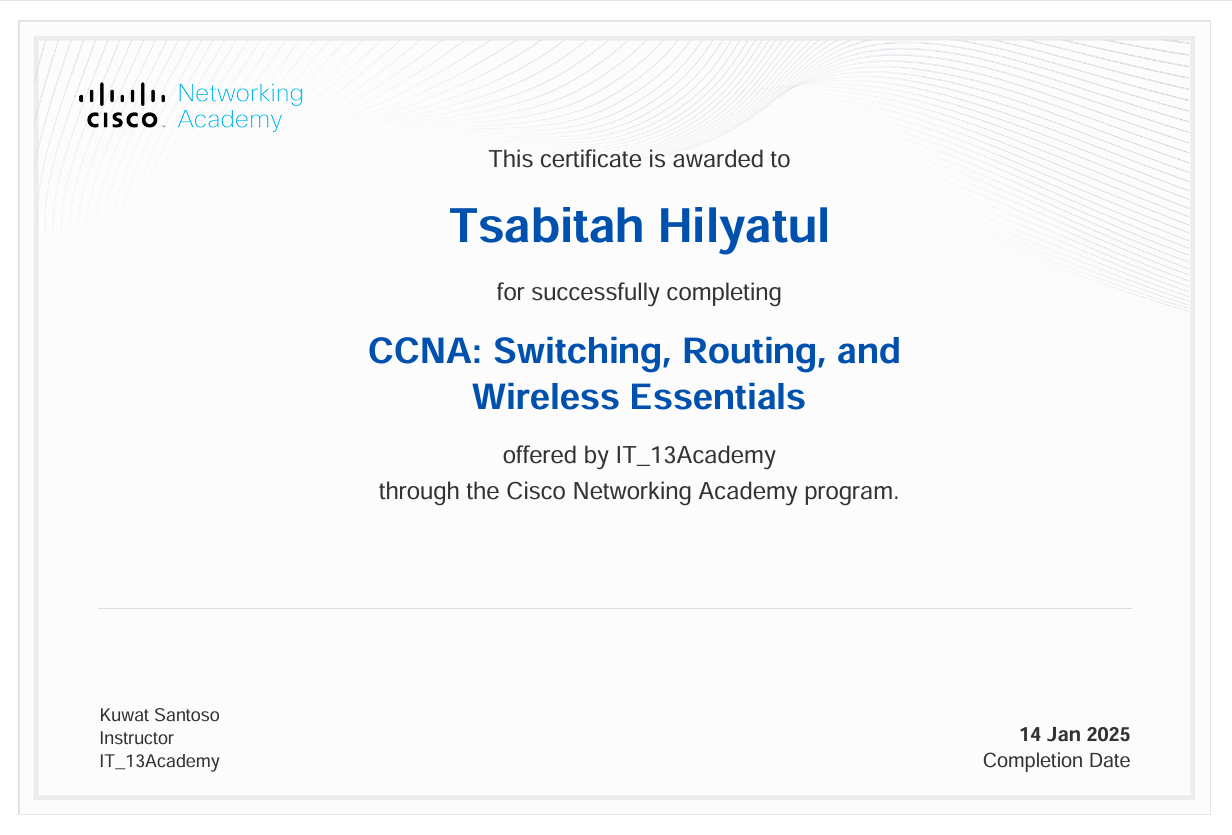 Networking
Academy
CISCO
This certificate is awarded to
Tsabitah Hilyatul
for successfully completing
CCNA: Switching, Routing, and
Wireless Essentials
offered by IT_13Academy
through the Cisco Networking Academy program.
Kuwat Santoso
Instructor
IT_13Academy
14 Jan 2025
Completion Date